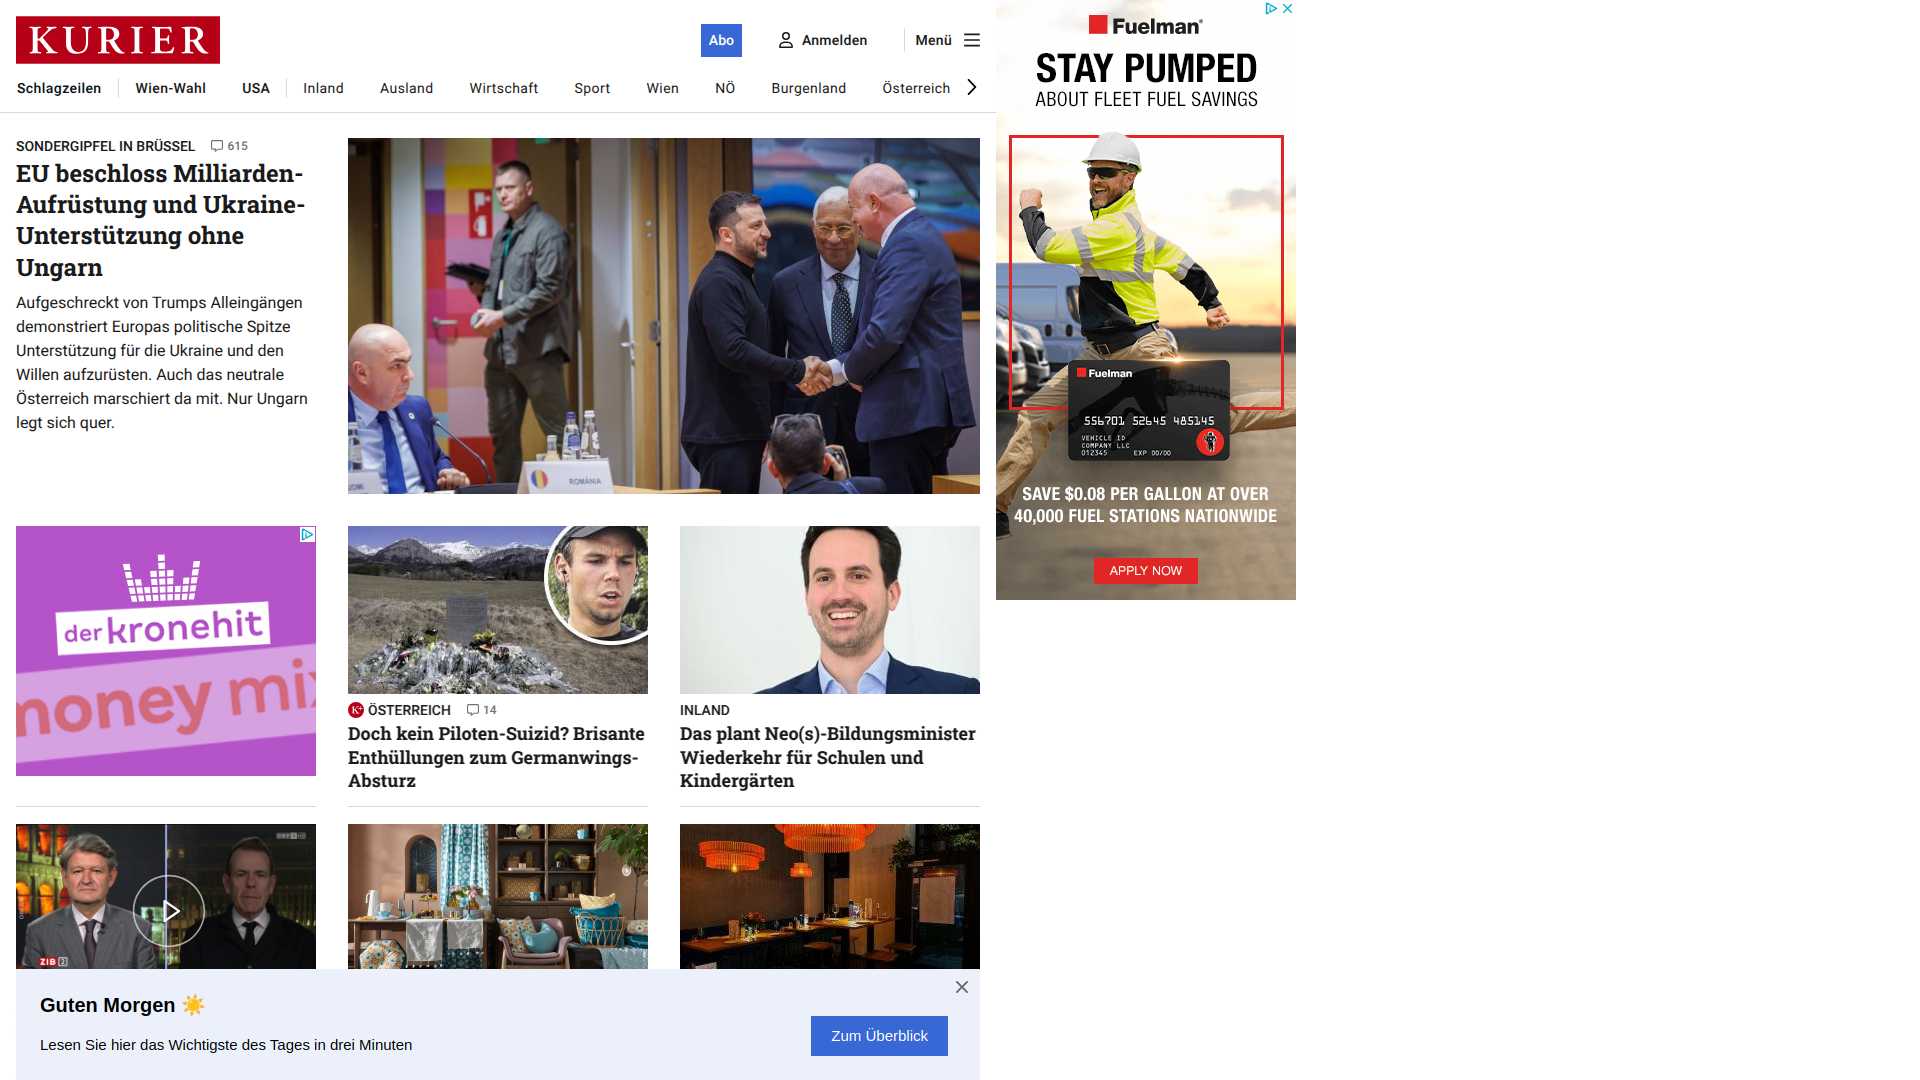 KURIER
Abo
Anmelden
Menü
Schlagzeilen
Wien-Wahl
USA
Inland
Ausland
Wirtschaft
Sport
Wien
NÖ
Burgenland
Österreich
SONDERGIPFEL IN BRÜSSEL 615
EU beschloss Milliarden-
Aufrüstung und Ukraine-
Unterstützung ohne
Ungarn
Aufgeschreckt von Trumps Alleingängen
demonstriert Europas politische Spitze
Unterstützung für die Ukraine und den
Willen aufzurüsten. Auch das neutrale
Österreich marschiert da mit. Nur Ungarn
legt sich quer.
ROMÂNIA
der kronehit
money mix
K+ ÖSTERREICH 14
Doch kein Piloten-Suizid? Brisante
Enthüllungen zum Germanwings-
Absturz
INLAND
Das plant Neo(s)-Bildungsminister
Wiederkehr für Schulen und
Kindergärten
ZIB 2
Guten Morgen ☀️
Lesen Sie hier das Wichtigste des Tages in drei Minuten
Zum Überblick
Fuelman
STAY PUMPED
ABOUT FLEET FUEL SAVINGS
Fuelman
556701 52645 485145
VEHICLE ID
COMPANY LLC
012345 EXP 00/00
SAVE $0.08 PER GALLON AT OVER
40,000 FUEL STATIONS NATIONWIDE
APPLY NOW